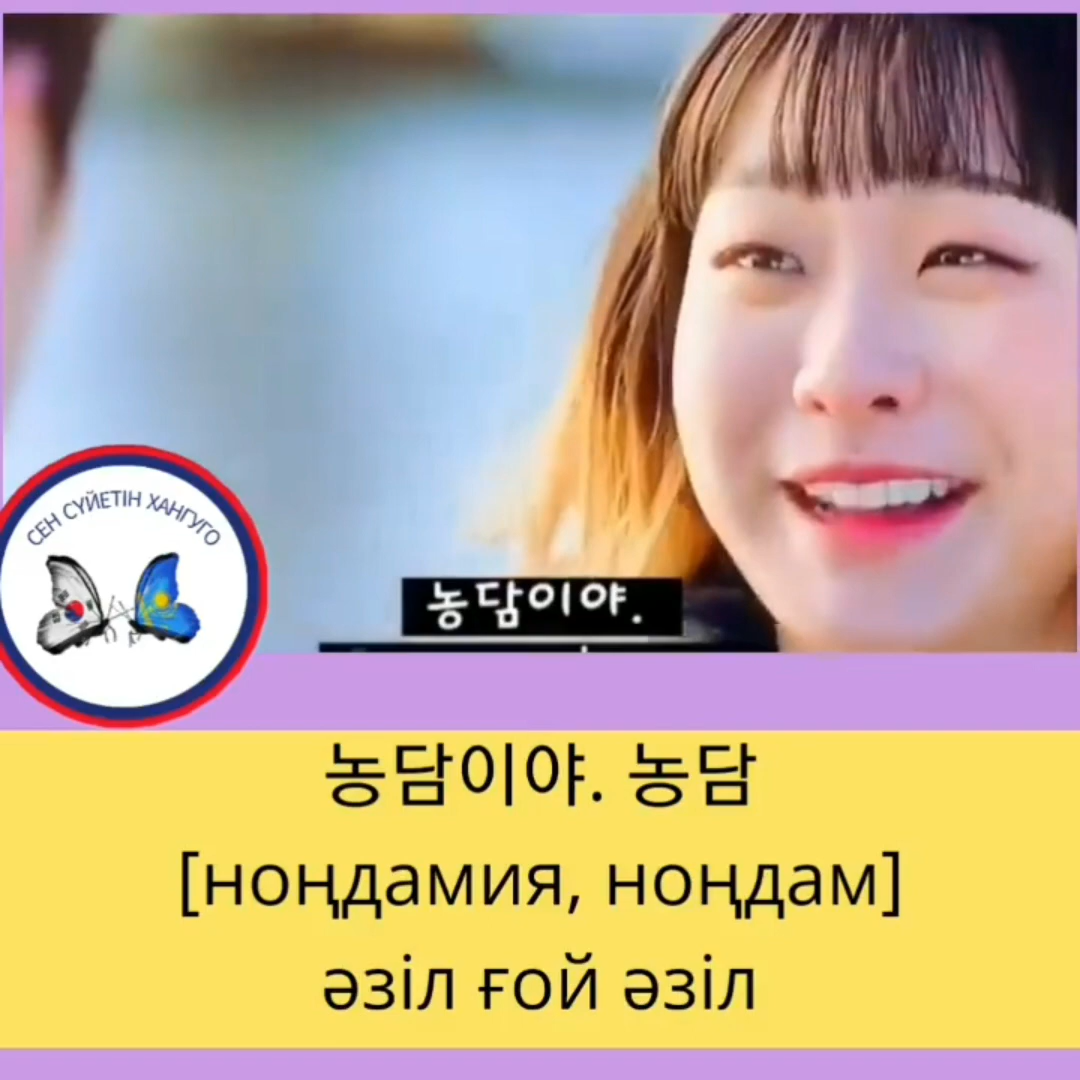 농담이야.
СЕН СҮЙЕТІН ХАНГУГО
농담이야. 농담
[ноңдамия, ноңдам]
әзіл ғой әзіл